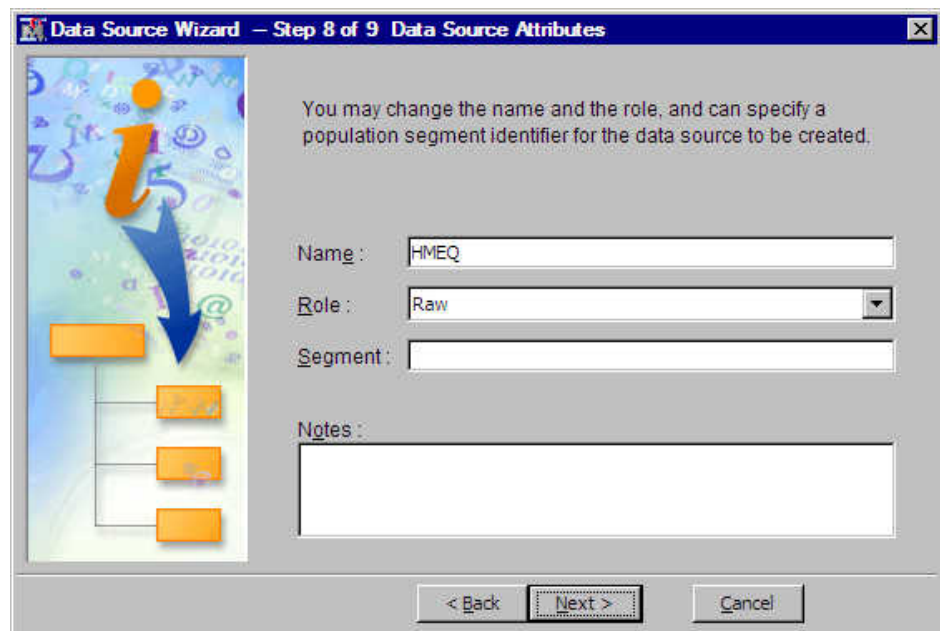 Data Source Wizard – Step 8 of 9 Data Source Attributes
You may change the name and the role, and can specify a
population segment identifier for the data source to be created.
Name :
HMEQ
Role :
Raw
Segment :
Notes :
< Back
Next >
Cancel